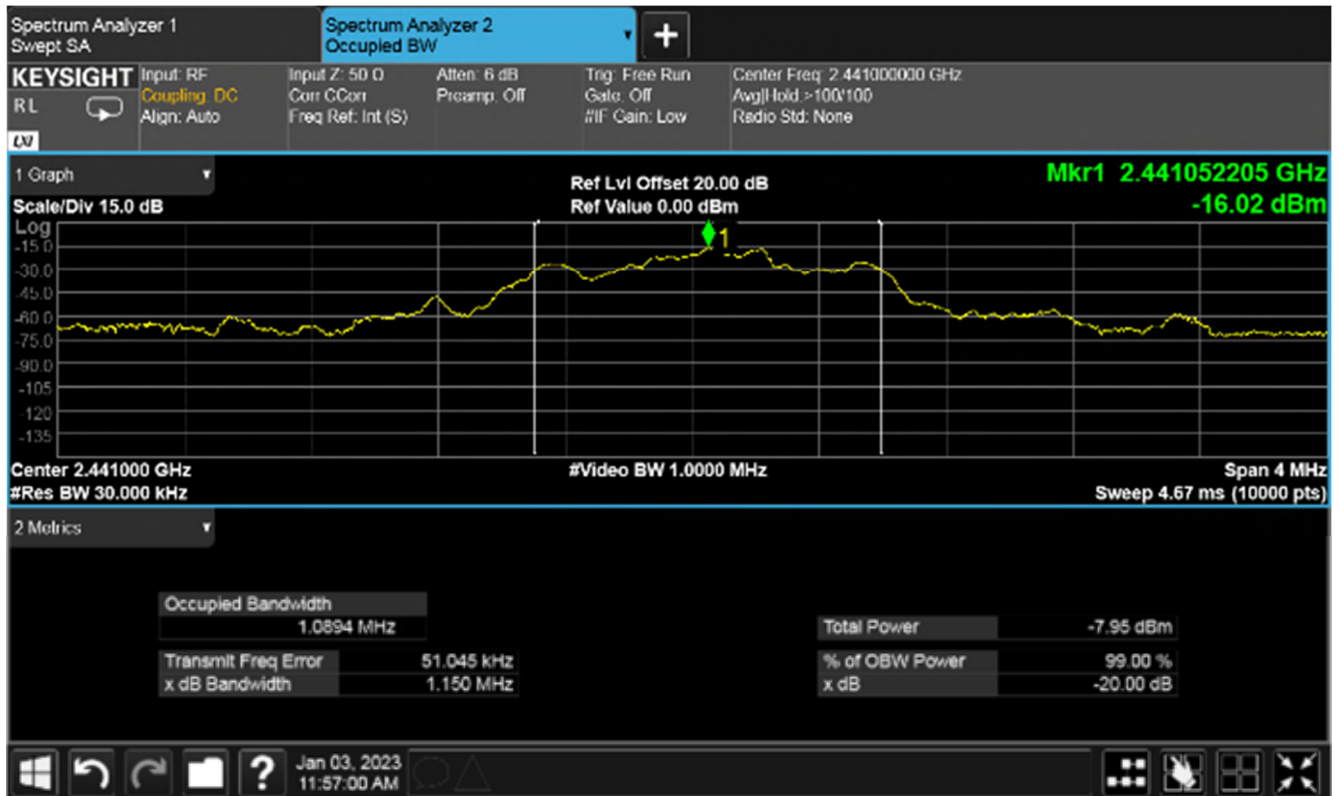 Spectrum Analyzer 1
Swept SA
Spectrum Analyzer 2
Occupied BW
KEYSIGHT
RL
LXI
Input: RF
Coupling: DC
Align: Auto
Input Z: 50 Ω
Corr CCorr
Freq Ref: Int (S)
Atten: 6 dB
Preamp: Off
Trig: Free Run
Gate: Off
#IF Gain: Low
Center Freq: 2.441000000 GHz
Avg|Hold:>100/100
Radio Std: None
1 Graph
Scale/Div 15.0 dB
Ref Lvl Offset 20.00 dB
Ref Value 0.00 dBm
Mkr1 2.441052205 GHz
-16.02 dBm
Log
-15.0
-30.0
-45.0
-60.0
-75.0
-90.0
-105
-120
-135
1
Center 2.441000 GHz
#Res BW 30.000 kHz
#Video BW 1.0000 MHz
Span 4 MHz
Sweep 4.67 ms (10000 pts)
2 Metrics
Occupied Bandwidth
1.0894 MHz
Transmit Freq Error 51.045 kHz
x dB Bandwidth 1.150 MHz
Total Power -7.95 dBm
% of OBW Power 99.00 %
x dB -20.00 dB
?
Jan 03, 2023
11:57:00 AM